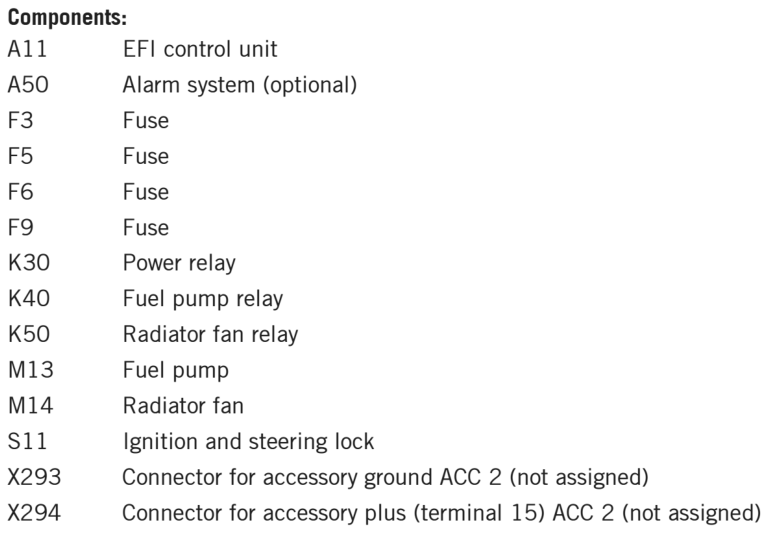 Components:
A11 EFI control unit
A50 Alarm system (optional)
F3 Fuse
F5 Fuse
F6 Fuse
F9 Fuse
K30 Power relay
K40 Fuel pump relay
K50 Radiator fan relay
M13 Fuel pump
M14 Radiator fan
S11 Ignition and steering lock
X293 Connector for accessory ground ACC 2 (not assigned)
X294 Connector for accessory plus (terminal 15) ACC 2 (not assigned)